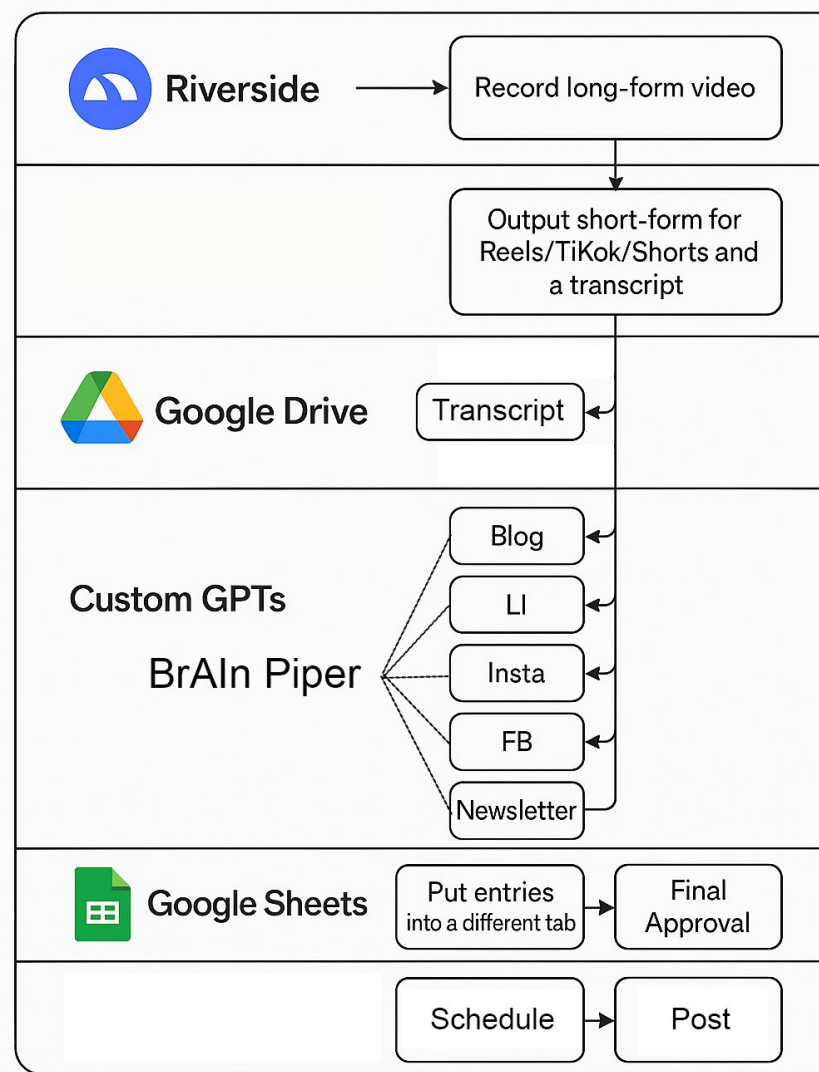 Riverside
Record long-form video
Output short-form for
Reels/TiKok/Shorts and
a transcript
Google Drive
Transcript
Custom GPTs
BrAIn Piper
Blog
LI
Insta
FB
Newsletter
Google Sheets
Put entries
into a different tab
Final
Approval
Schedule
Post